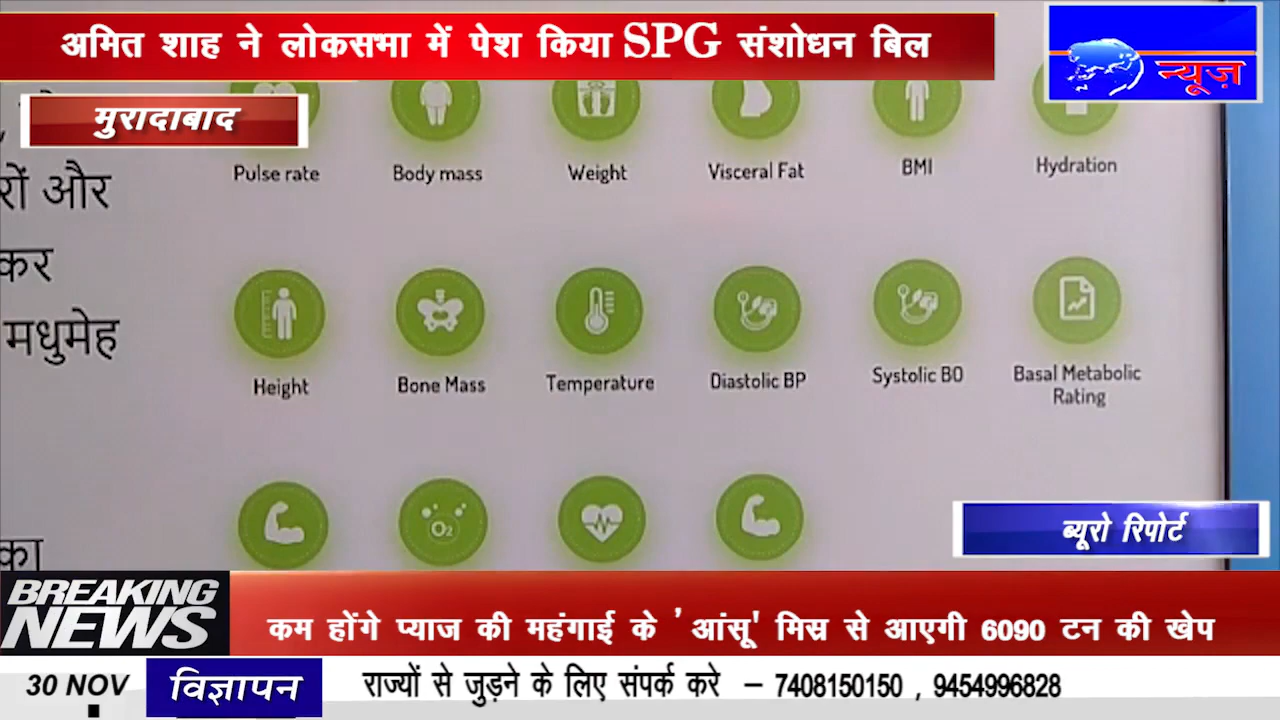 अमित शाह ने लोकसभा में पेश किया SPG संशोधन बिल
न्यूज़
मुरादाबाद
Pulse rate
Body mass
Weight
Visceral Fat
BMI
Hydration
रों और
कर
मधुमेह
Height
Bone Mass
Temperature
Diastolic BP
Systolic BO
Basal Metabolic
Rating
O2
का
ब्यूरो रिपोर्ट
BREAKING
NEWS
कम होंगे प्याज की महंगाई के 'आंसू' मिस्र से आएगी 6090 टन की खेप
30 NOV
विज्ञापन
राज्यों से जुड़ने के लिए संपर्क करे – 7408150150 , 9454996828